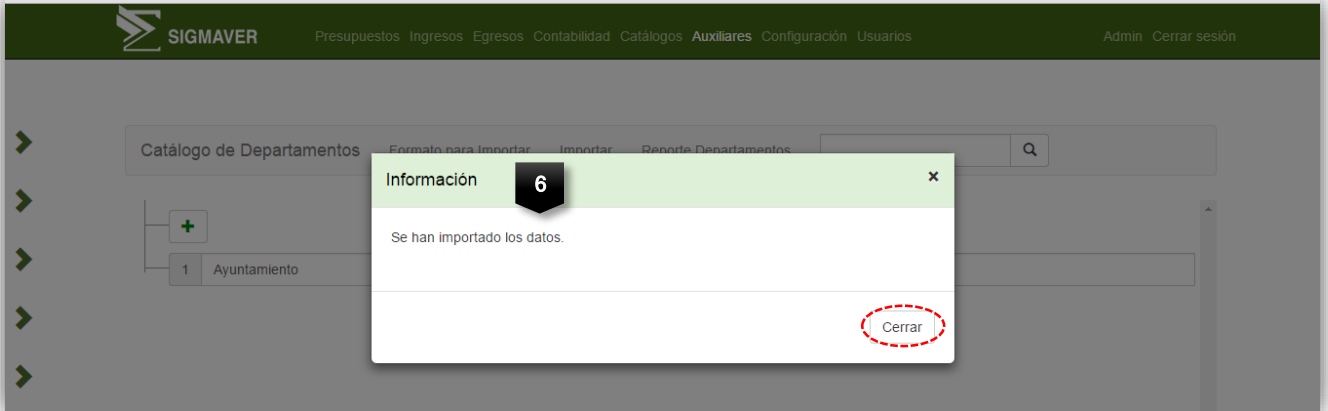 SIGMAVER Presupuestos Ingresos Egresos Contabilidad Catálogos Auxiliares Configuración Usuarios Admin Cerrar sesión
Catálogo de Departamentos Formato para Importar Importar Reporte Departamentos
Información 6 ×
Se han importado los datos.
1 Ayuntamiento
Cerrar